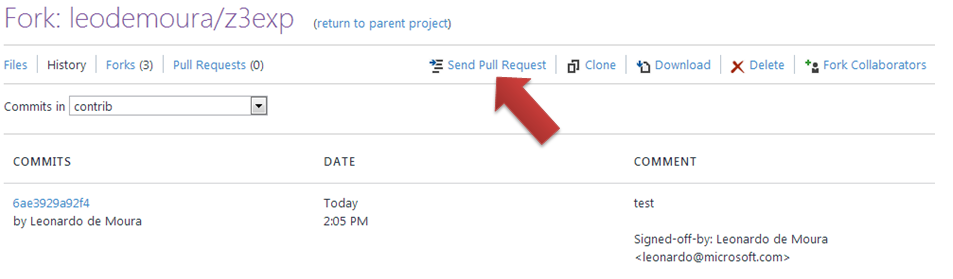 Fork: leodemoura/z3exp (return to parent project)
Files History Forks (3) Pull Requests (0) Send Pull Request Clone Download Delete Fork Collaborators
Commits in contrib
COMMITS DATE COMMENT
6ae3929a92f4 Today test
by Leonardo de Moura 2:05 PM
Signed-off-by: Leonardo de Moura
<leonardo@microsoft.com>